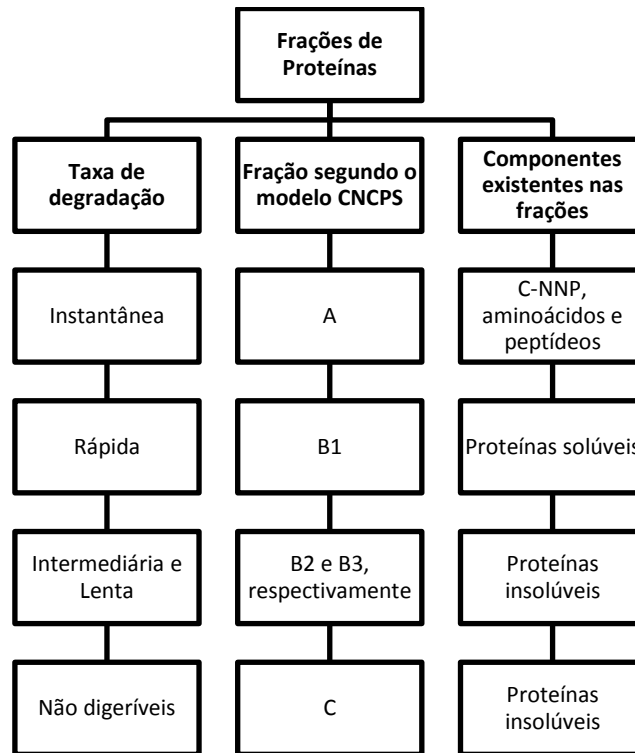 Frações de
Proteínas
Taxa de
degradação
Fração segundo o
modelo CNCPS
Componentes
existentes nas
frações
Instantânea
A
C-NNP,
aminoácidos e
peptídeos
Rápida
B1
Proteínas solúveis
Intermediária e
Lenta
B2 e B3,
respectivamente
Proteínas
insolúveis
Não digeríveis
C
Proteínas
insolúveis